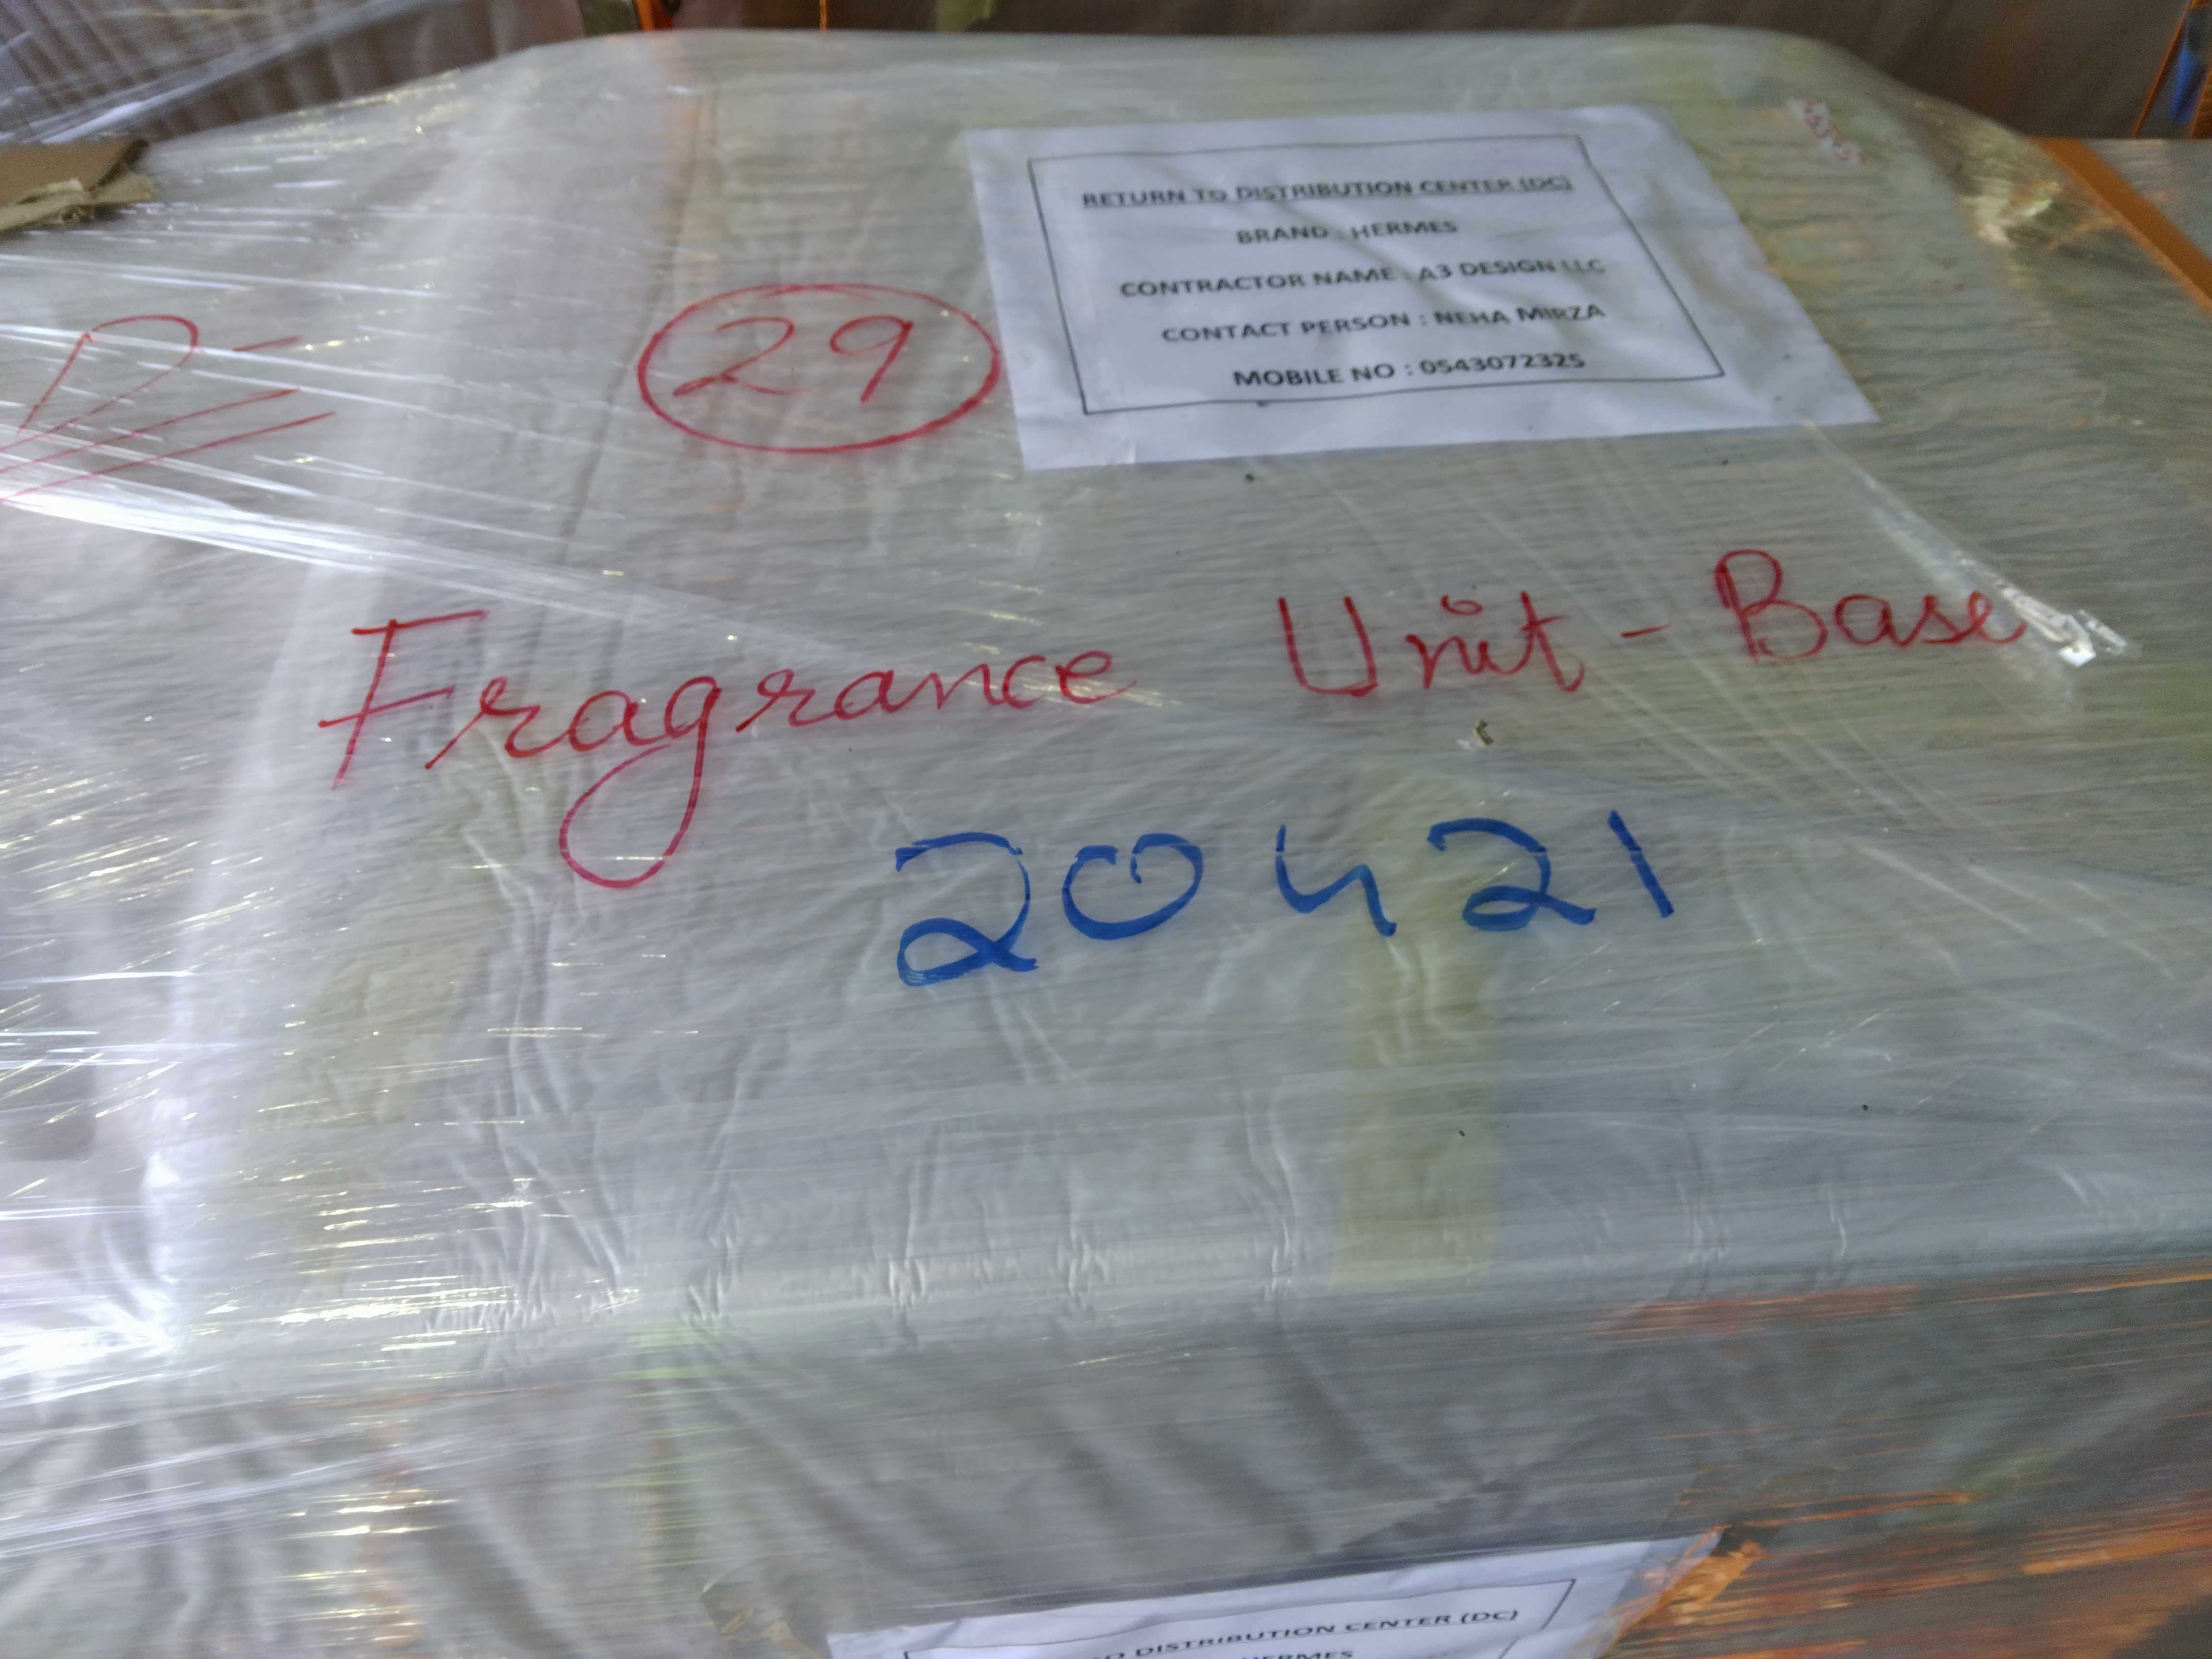 RETURN TO DISTRIBUTION CENTER (DC)
BRAND : HERMES
CONTRACTOR NAME : A3 DESIGN LLC
CONTACT PERSON : NEHA MIRZA
MOBILE NO : 0543072325
29
Fragrance Unit - Base
20421
DISTRIBUTION CENTER (DC)
HERMES